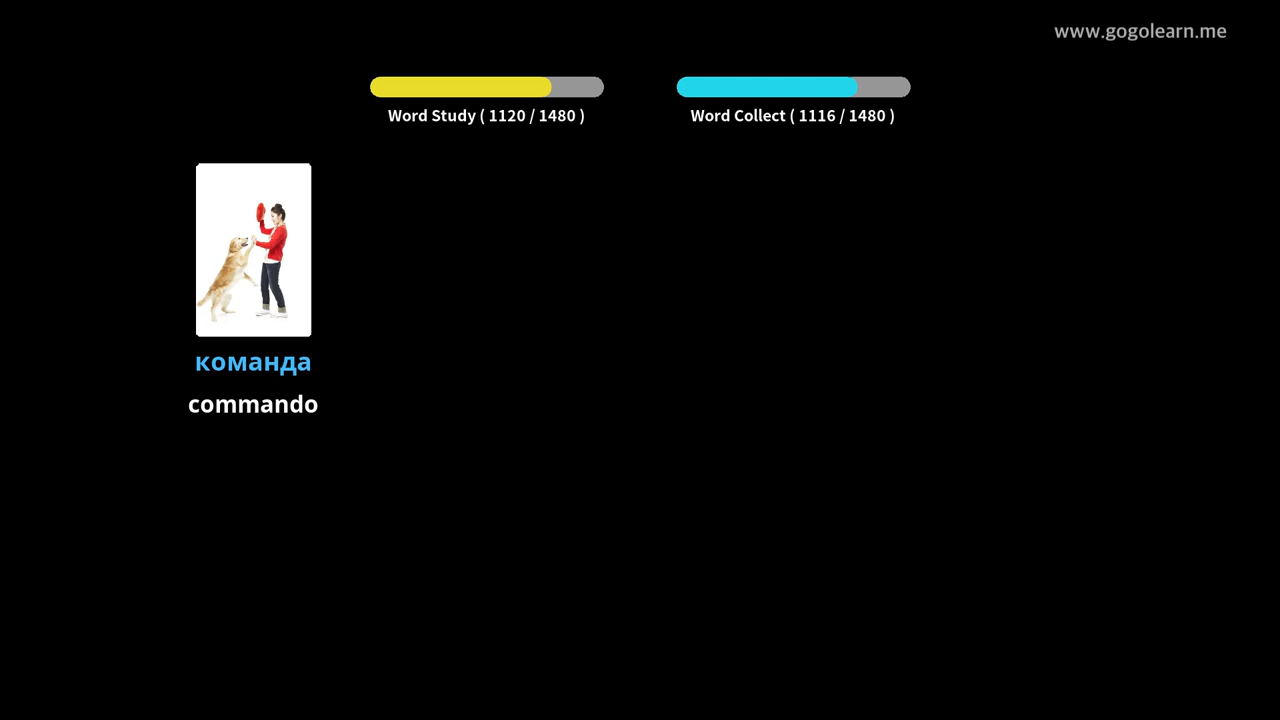 www.gogolearn.me
Word Study ( 1120 / 1480 )
Word Collect ( 1116 / 1480 )
команда
commando